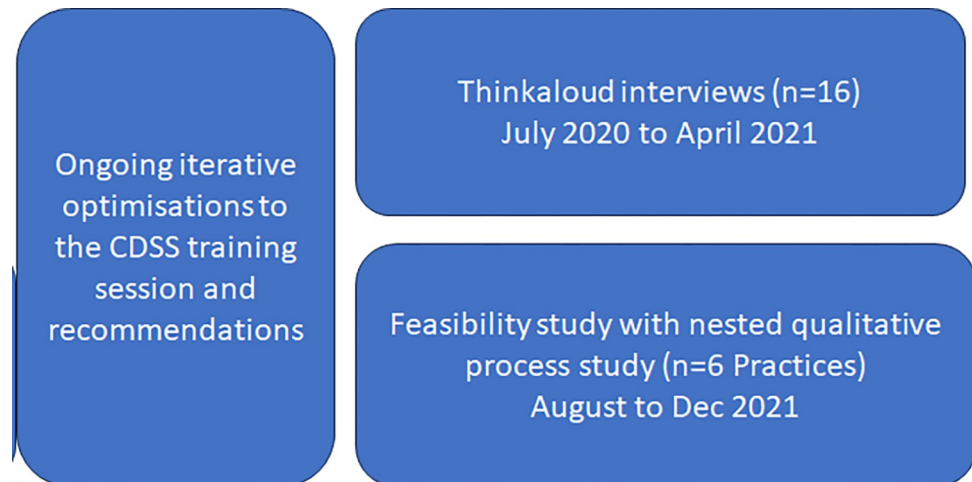 Ongoing iterative
optimisations to
the CDSS training
session and
recommendations
Thinkaloud interviews (n=16)
July 2020 to April 2021
Feasibility study with nested qualitative
process study (n=6 Practices)
August to Dec 2021